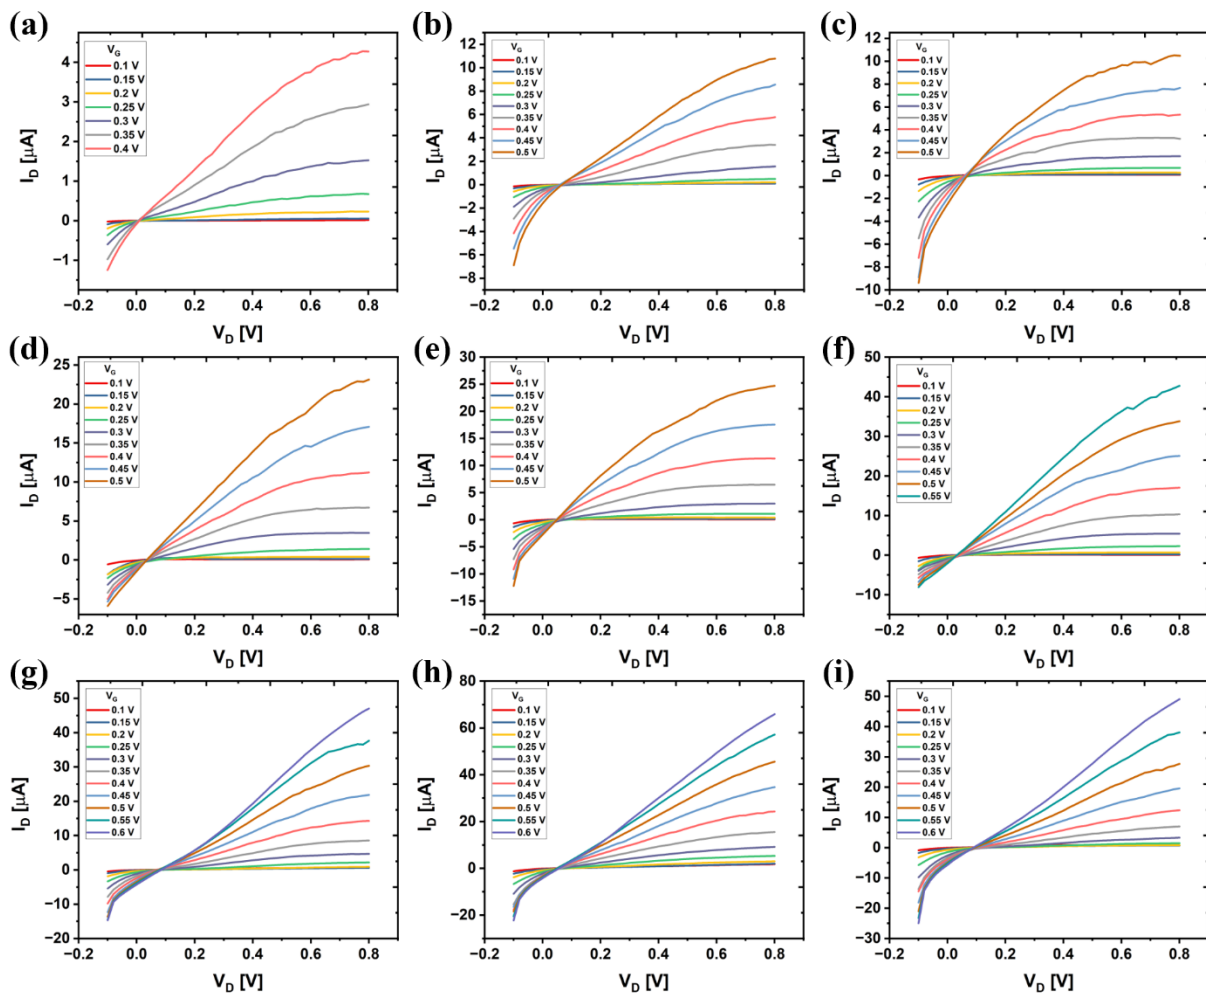 (a)
V_G
0.1 V
0.15 V
0.2 V
0.25 V
0.3 V
0.35 V
0.4 V
4
3
2
1
0
−1
I_D [μA]
−0.2 0.0 0.2 0.4 0.6 0.8
V_D [V]
(b)
V_G
0.1 V
0.15 V
0.2 V
0.25 V
0.3 V
0.35 V
0.4 V
0.45 V
0.5 V
12
10
8
6
4
2
0
−2
−4
−6
−8
I_D [μA]
−0.2 0.0 0.2 0.4 0.6 0.8
V_D [V]
(c)
V_G
0.1 V
0.15 V
0.2 V
0.25 V
0.3 V
0.35 V
0.4 V
0.45 V
0.5 V
12
10
8
6
4
2
0
−2
−4
−6
−8
−10
I_D [μA]
−0.2 0.0 0.2 0.4 0.6 0.8
V_D [V]
(d)
V_G
0.1 V
0.15 V
0.2 V
0.25 V
0.3 V
0.35 V
0.4 V
0.45 V
0.5 V
25
20
15
10
5
0
−5
I_D [μA]
−0.2 0.0 0.2 0.4 0.6 0.8
V_D [V]
(e)
V_G
0.1 V
0.15 V
0.2 V
0.25 V
0.3 V
0.35 V
0.4 V
0.45 V
0.5 V
30
25
20
15
10
5
0
−5
−10
−15
I_D [μA]
−0.2 0.0 0.2 0.4 0.6 0.8
V_D [V]
(f)
V_G
0.1 V
0.15 V
0.2 V
0.25 V
0.3 V
0.35 V
0.4 V
0.45 V
0.5 V
0.55 V
50
40
30
20
10
0
−10
I_D [μA]
−0.2 0.0 0.2 0.4 0.6 0.8
V_D [V]
(g)
V_G
0.1 V
0.15 V
0.2 V
0.25 V
0.3 V
0.35 V
0.4 V
0.45 V
0.5 V
0.55 V
0.6 V
50
40
30
20
10
0
−10
−20
I_D [μA]
−0.2 0.0 0.2 0.4 0.6 0.8
V_D [V]
(h)
V_G
0.1 V
0.15 V
0.2 V
0.25 V
0.3 V
0.35 V
0.4 V
0.45 V
0.5 V
0.55 V
0.6 V
80
60
40
20
0
−20
I_D [μA]
−0.2 0.0 0.2 0.4 0.6 0.8
V_D [V]
(i)
V_G
0.1 V
0.15 V
0.2 V
0.25 V
0.3 V
0.35 V
0.4 V
0.45 V
0.5 V
0.55 V
0.6 V
50
40
30
20
10
0
−10
−20
−30
I_D [μA]
−0.2 0.0 0.2 0.4 0.6 0.8
V_D [V]